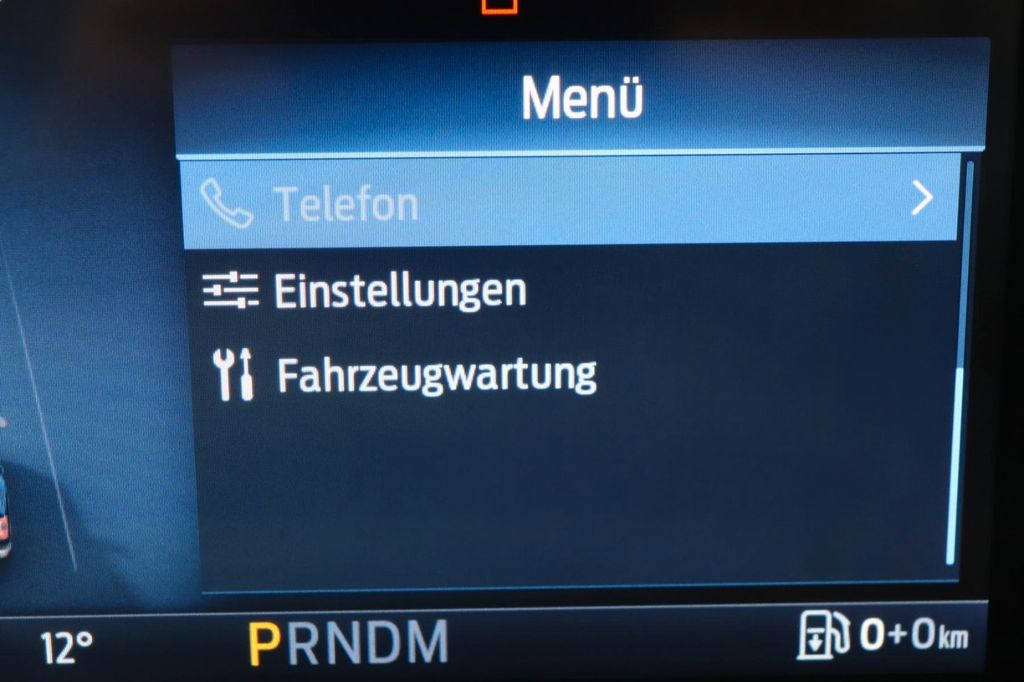 Menü
Telefon
Einstellungen
Fahrzeugwartung
12° PRNDM 0+0km